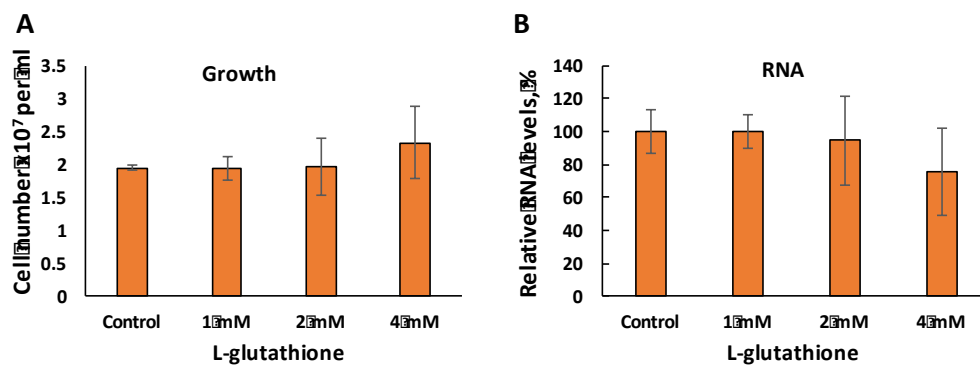 A
Growth
Cell number x10⁷ per ml
3.5
3
2.5
2
1.5
1
0.5
0
Control 1 mM 2 mM 4 mM
L-glutathione
B
RNA
Relative RNA levels, %
140
120
100
80
60
40
20
0
Control 1 mM 2 mM 4 mM
L-glutathione